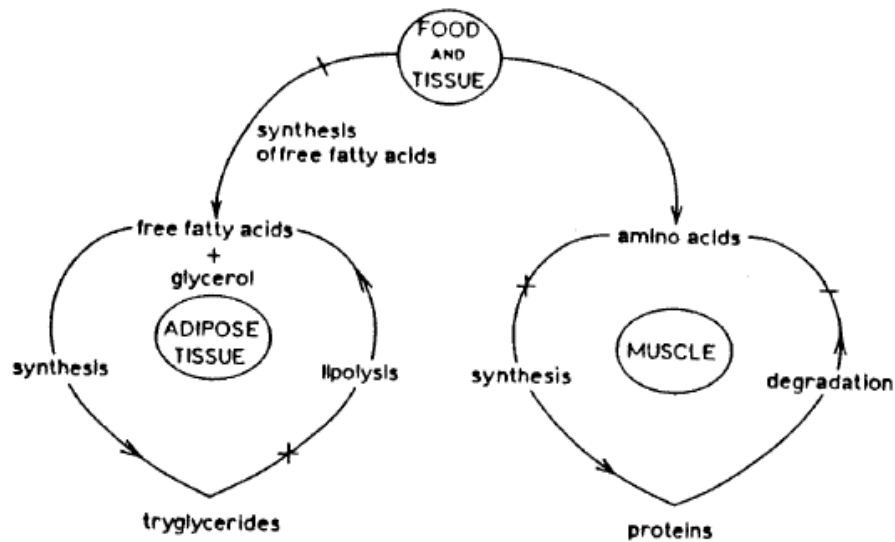 FOOD
AND
TISSUE
synthesis
of free fatty acids
free fatty acids
+
glycerol
ADIPOSE
TISSUE
synthesis
lipolysis
tryglycerides
amino acids
MUSCLE
synthesis
degradation
proteins